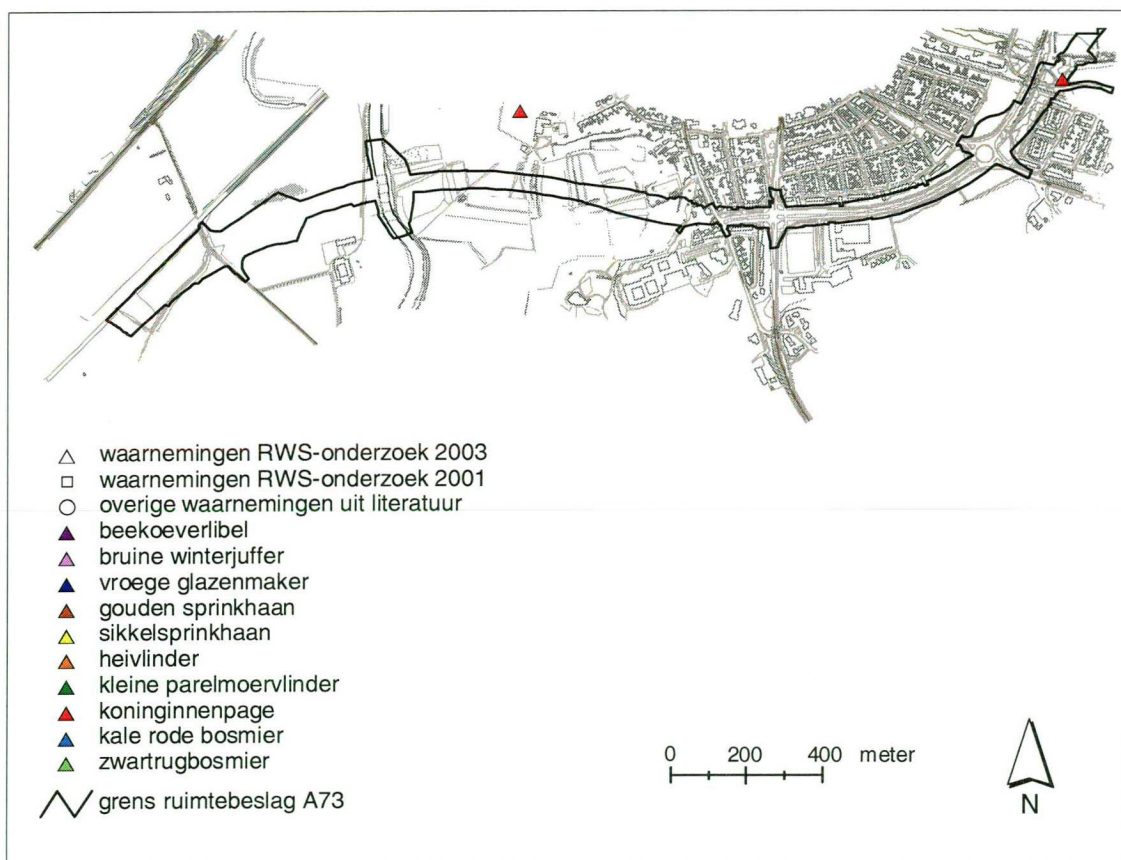 waarnemingen RWS-onderzoek 2003
waarnemingen RWS-onderzoek 2001
overige waarnemingen uit literatuur
beekoeverlibel
bruine winterjuffer
vroege glazenmaker
gouden sprinkhaan
sikkelsprinkhaan
heivlinder
kleine parelmoervlinder
koninginnenpage
kale rode bosmier
zwartrugbosmier
grens ruimtebeslag A73
0 200 400 meter
N